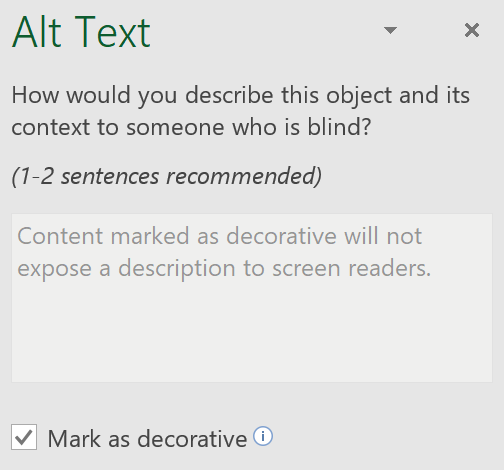 Alt Text
How would you describe this object and its
context to someone who is blind?
(1-2 sentences recommended)
Content marked as decorative will not
expose a description to screen readers.
Mark as decorative